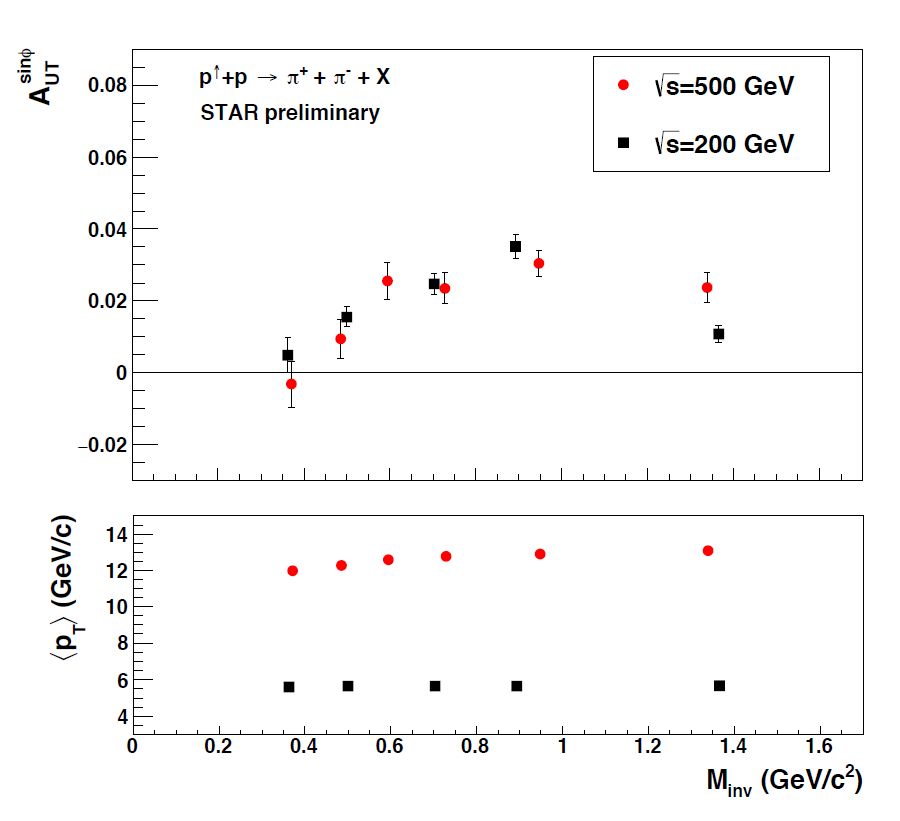 A_UT^sinϕ
p↑+p → π⁺ + π⁻ + X
STAR preliminary
√s=500 GeV
√s=200 GeV
0.08
0.06
0.04
0.02
0
−0.02
⟨p_T⟩ (GeV/c)
14
12
10
8
6
4
0 0.2 0.4 0.6 0.8 1 1.2 1.4 1.6
M_inv (GeV/c²)